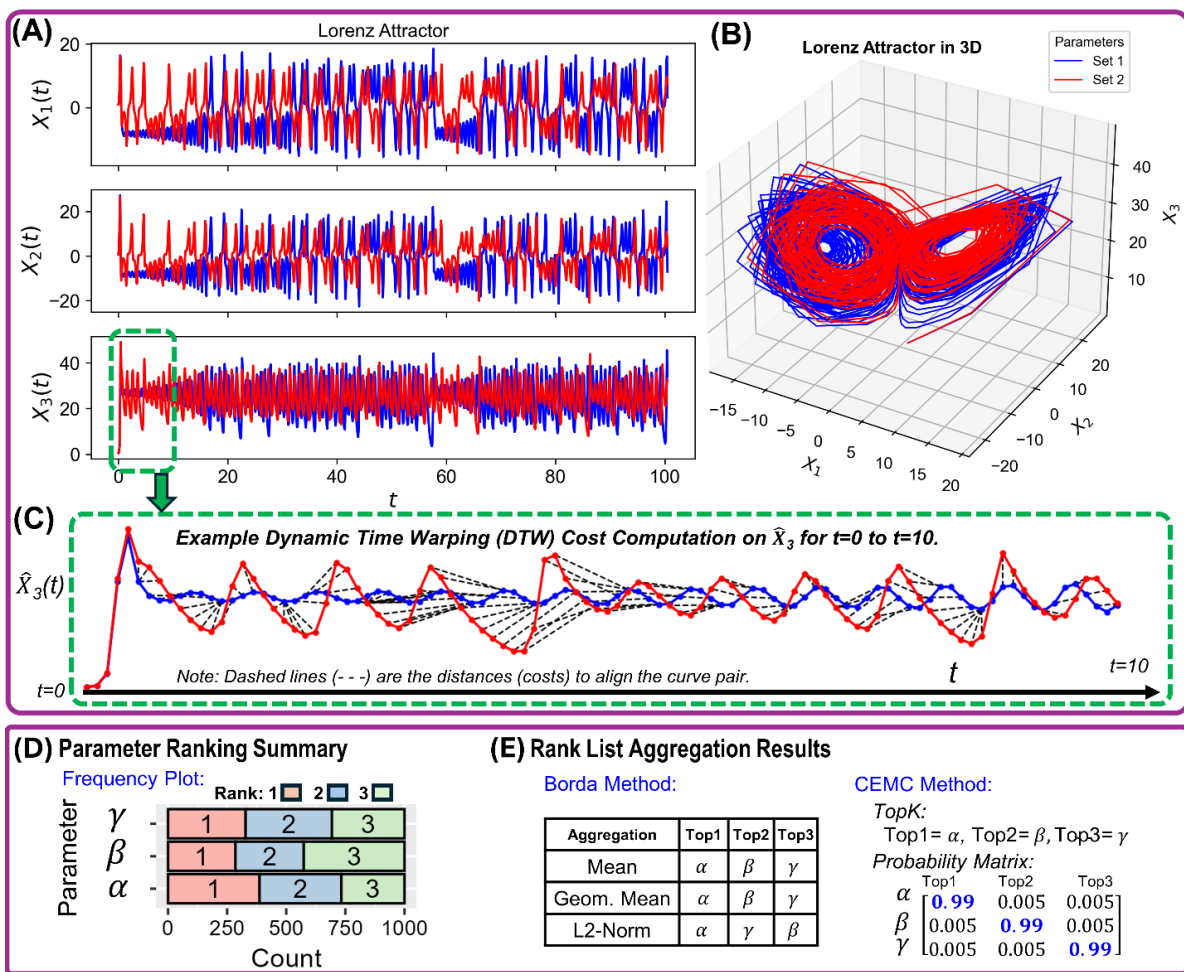 (A)
Lorenz Attractor
20
0
X₁(t)
20
0
−20
X₂(t)
40
20
0
X₃(t)
0 20 40 60 80 100
t
(B)
Lorenz Attractor in 3D
Parameters
Set 1
Set 2
40
30
20
10
X₃
20
10
0
−10
−20
X₂
−15 −10 −5 0 5 10 15 20
X₁
(C)
Example Dynamic Time Warping (DTW) Cost Computation on X̂₃ for t=0 to t=10.
X̂₃(t)
t=0
Note: Dashed lines (- - -) are the distances (costs) to align the curve pair.
t
t=10
(D) Parameter Ranking Summary
Frequency Plot:
Rank: 1 2 3
Parameter
γ 1 2 3
β 1 2 3
α 1 2 3
0 250 500 750 1000
Count
(E) Rank List Aggregation Results
Borda Method:
Aggregation Top1 Top2 Top3
Mean α β γ
Geom. Mean α β γ
L2-Norm α γ β
CEMC Method:
TopK:
Top1= α, Top2= β, Top3= γ
Probability Matrix:
Top1 Top2 Top3
α 0.99 0.005 0.005
β 0.005 0.99 0.005
γ 0.005 0.005 0.99